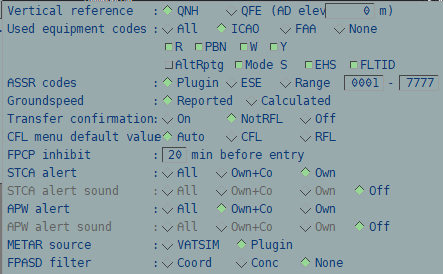 Vertical reference : QNH QFE (AD elev 0 m)
Used equipment codes : All ICAO FAA None
R PBN W Y
AltRptg Mode S EHS FLTID
ASSR codes : Plugin ESE Range 0001 - 7777
Groundspeed : Reported Calculated
Transfer confirmation: On NotRFL Off
CFL menu default value: Auto CFL RFL
FPCP inhibit : 20 min before entry
STCA alert : All Own+Co Own
STCA alert sound : All Own+Co Own Off
APW alert : All Own+Co Own
APW alert sound : All Own+Co Own Off
METAR source : VATSIM Plugin
FPASD filter : Coord Conc None